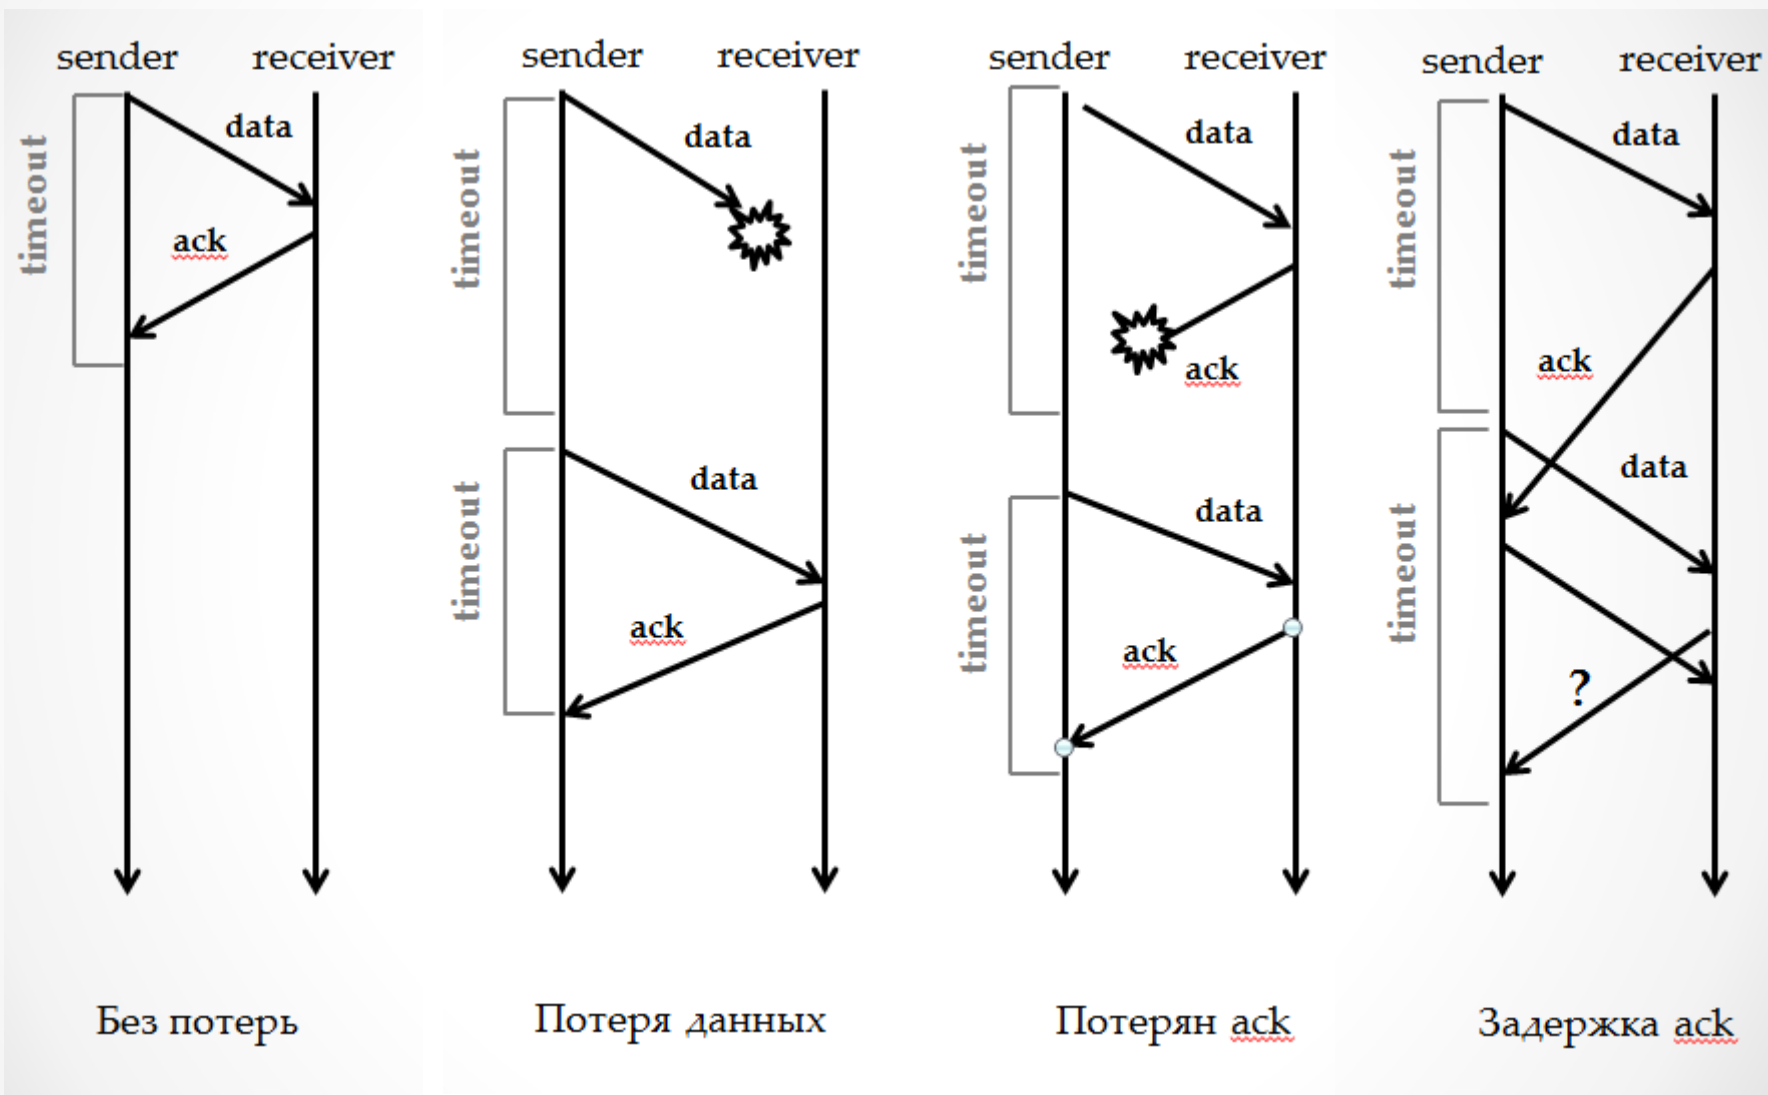 sender receiver
timeout
data
ack
Без потерь
sender receiver
timeout
data
timeout
data
ack
Потеря данных
sender receiver
timeout
data
ack
timeout
data
ack
Потерян ack
sender receiver
timeout
data
ack
timeout
data
?
Задержка ack